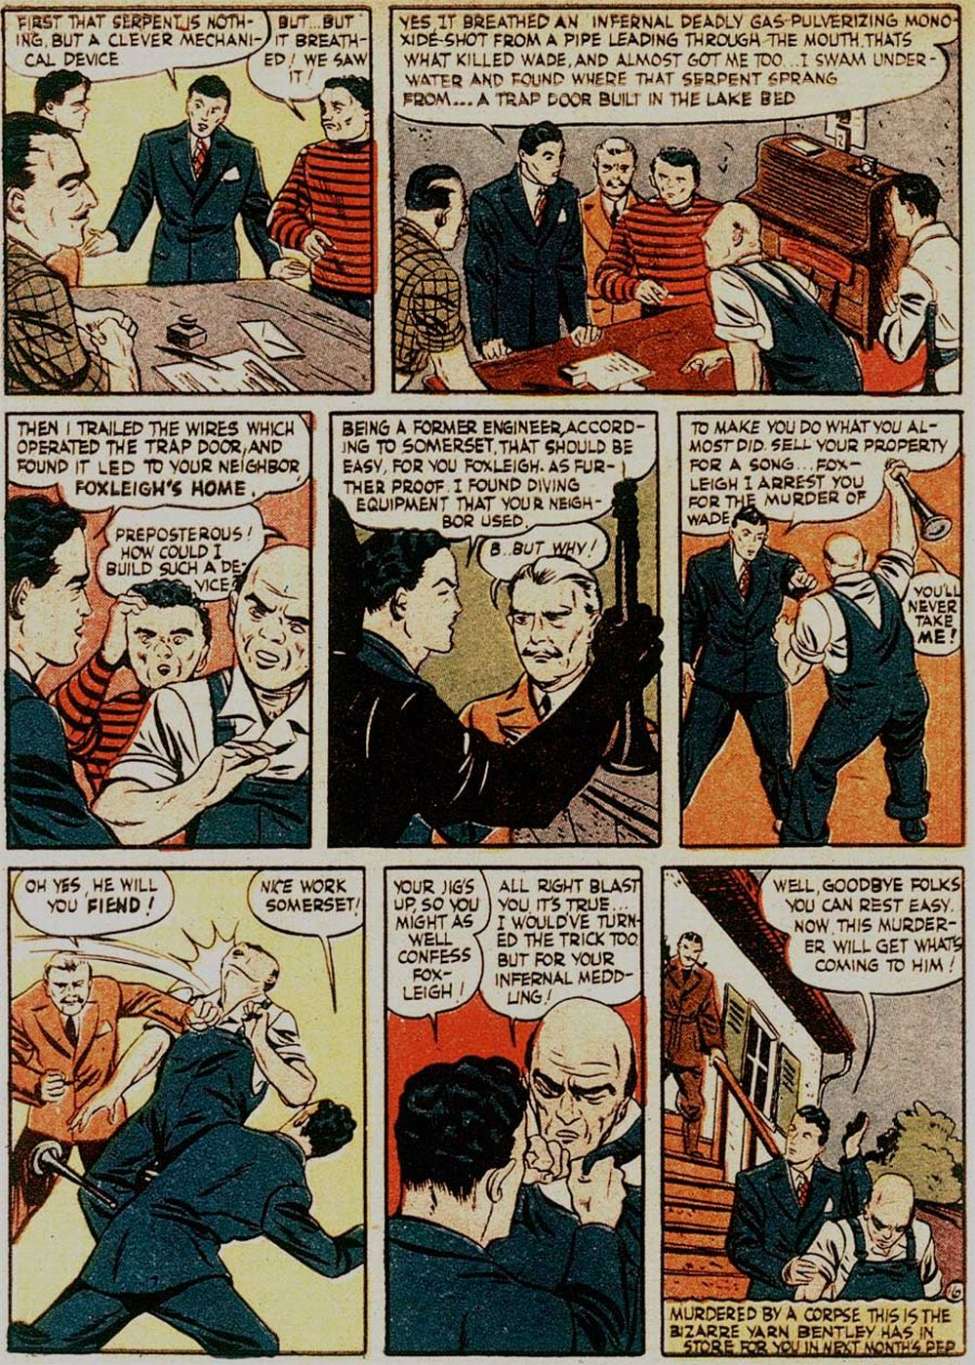 FIRST THAT SERPENT IS NOTH-
ING, BUT A CLEVER MECHANI-
CAL DEVICE
BUT...BUT
IT BREATH-
ED! WE SAW
IT!
YES, IT BREATHED AN INFERNAL DEADLY GAS-PULVERIZING MONO-
XIDE-SHOT FROM A PIPE LEADING THROUGH THE MOUTH. THATS
WHAT KILLED WADE, AND ALMOST GOT ME TOO...I SWAM UNDER-
WATER AND FOUND WHERE THAT SERPENT SPRANG
FROM... A TRAP DOOR BUILT IN THE LAKE BED
THEN I TRAILED THE WIRES WHICH
OPERATED THE TRAP DOOR, AND
FOUND IT LED TO YOUR NEIGHBOR
FOXLEIGH'S HOME.
PREPOSTEROUS!
HOW COULD I
BUILD SUCH A DE-
VICE?
BEING A FORMER ENGINEER, ACCORD-
ING TO SOMERSET, THAT SHOULD BE
EASY, FOR YOU FOXLEIGH. AS FUR-
THER PROOF. I FOUND DIVING
EQUIPMENT THAT YOUR NEIGH-
BOR USED.
B..BUT WHY!
TO MAKE YOU DO WHAT YOU AL-
MOST DID. SELL YOUR PROPERTY
FOR A SONG... FOX-
LEIGH I ARREST YOU
FOR THE MURDER OF
WADE
YOU'LL
NEVER
TAKE
ME!
OH YES, HE WILL
YOU FIEND!
NICE WORK
SOMERSET!
YOUR JIG'S
UP, SO YOU
MIGHT AS
WELL
CONFESS
FOX-
LEIGH!
ALL RIGHT BLAST
YOU, IT'S TRUE...
I WOULD'VE TURN-
ED THE TRICK TOO
BUT FOR YOUR
INFERNAL MEDD-
LING!
WELL, GOODBYE FOLKS
YOU CAN REST EASY.
NOW, THIS MURDER-
ER WILL GET WHATS
COMING TO HIM!
6
MURDERED BY A CORPSE THIS IS THE
BIZARRE YARN BENTLEY HAS IN
STORE FOR YOU IN NEXT MONTH'S PEP